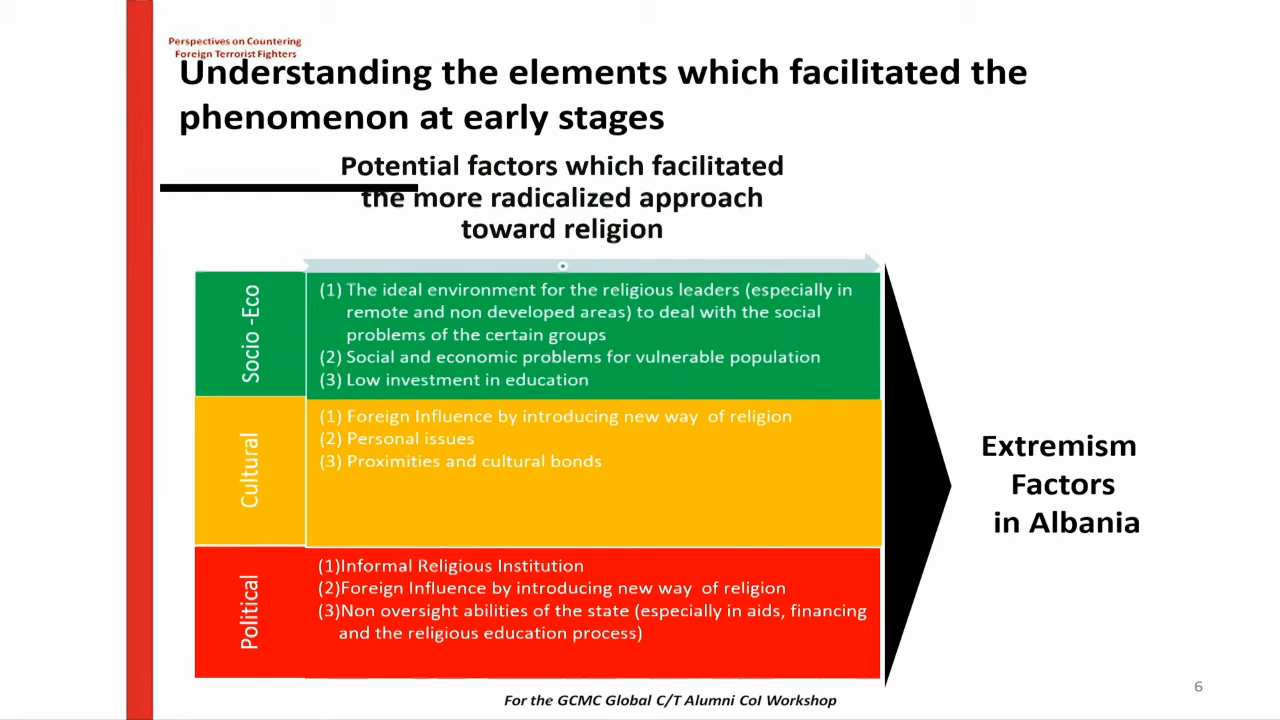 Perspectives on Countering
Foreign Terrorist Fighters
Understanding the elements which facilitated the
phenomenon at early stages
Potential factors which facilitated
the more radicalized approach
toward religion
Socio -Eco
(1) The ideal environment for the religious leaders (especially in
remote and non developed areas) to deal with the social
problems of the certain groups
(2) Social and economic problems for vulnerable population
(3) Low investment in education
Cultural
(1) Foreign Influence by introducing new way of religion
(2) Personal issues
(3) Proximities and cultural bonds
Political
(1)Informal Religious Institution
(2)Foreign Influence by introducing new way of religion
(3)Non oversight abilities of the state (especially in aids, financing
and the religious education process)
Extremism
Factors
in Albania
For the GCMC Global C/T Alumni CoI Workshop
6